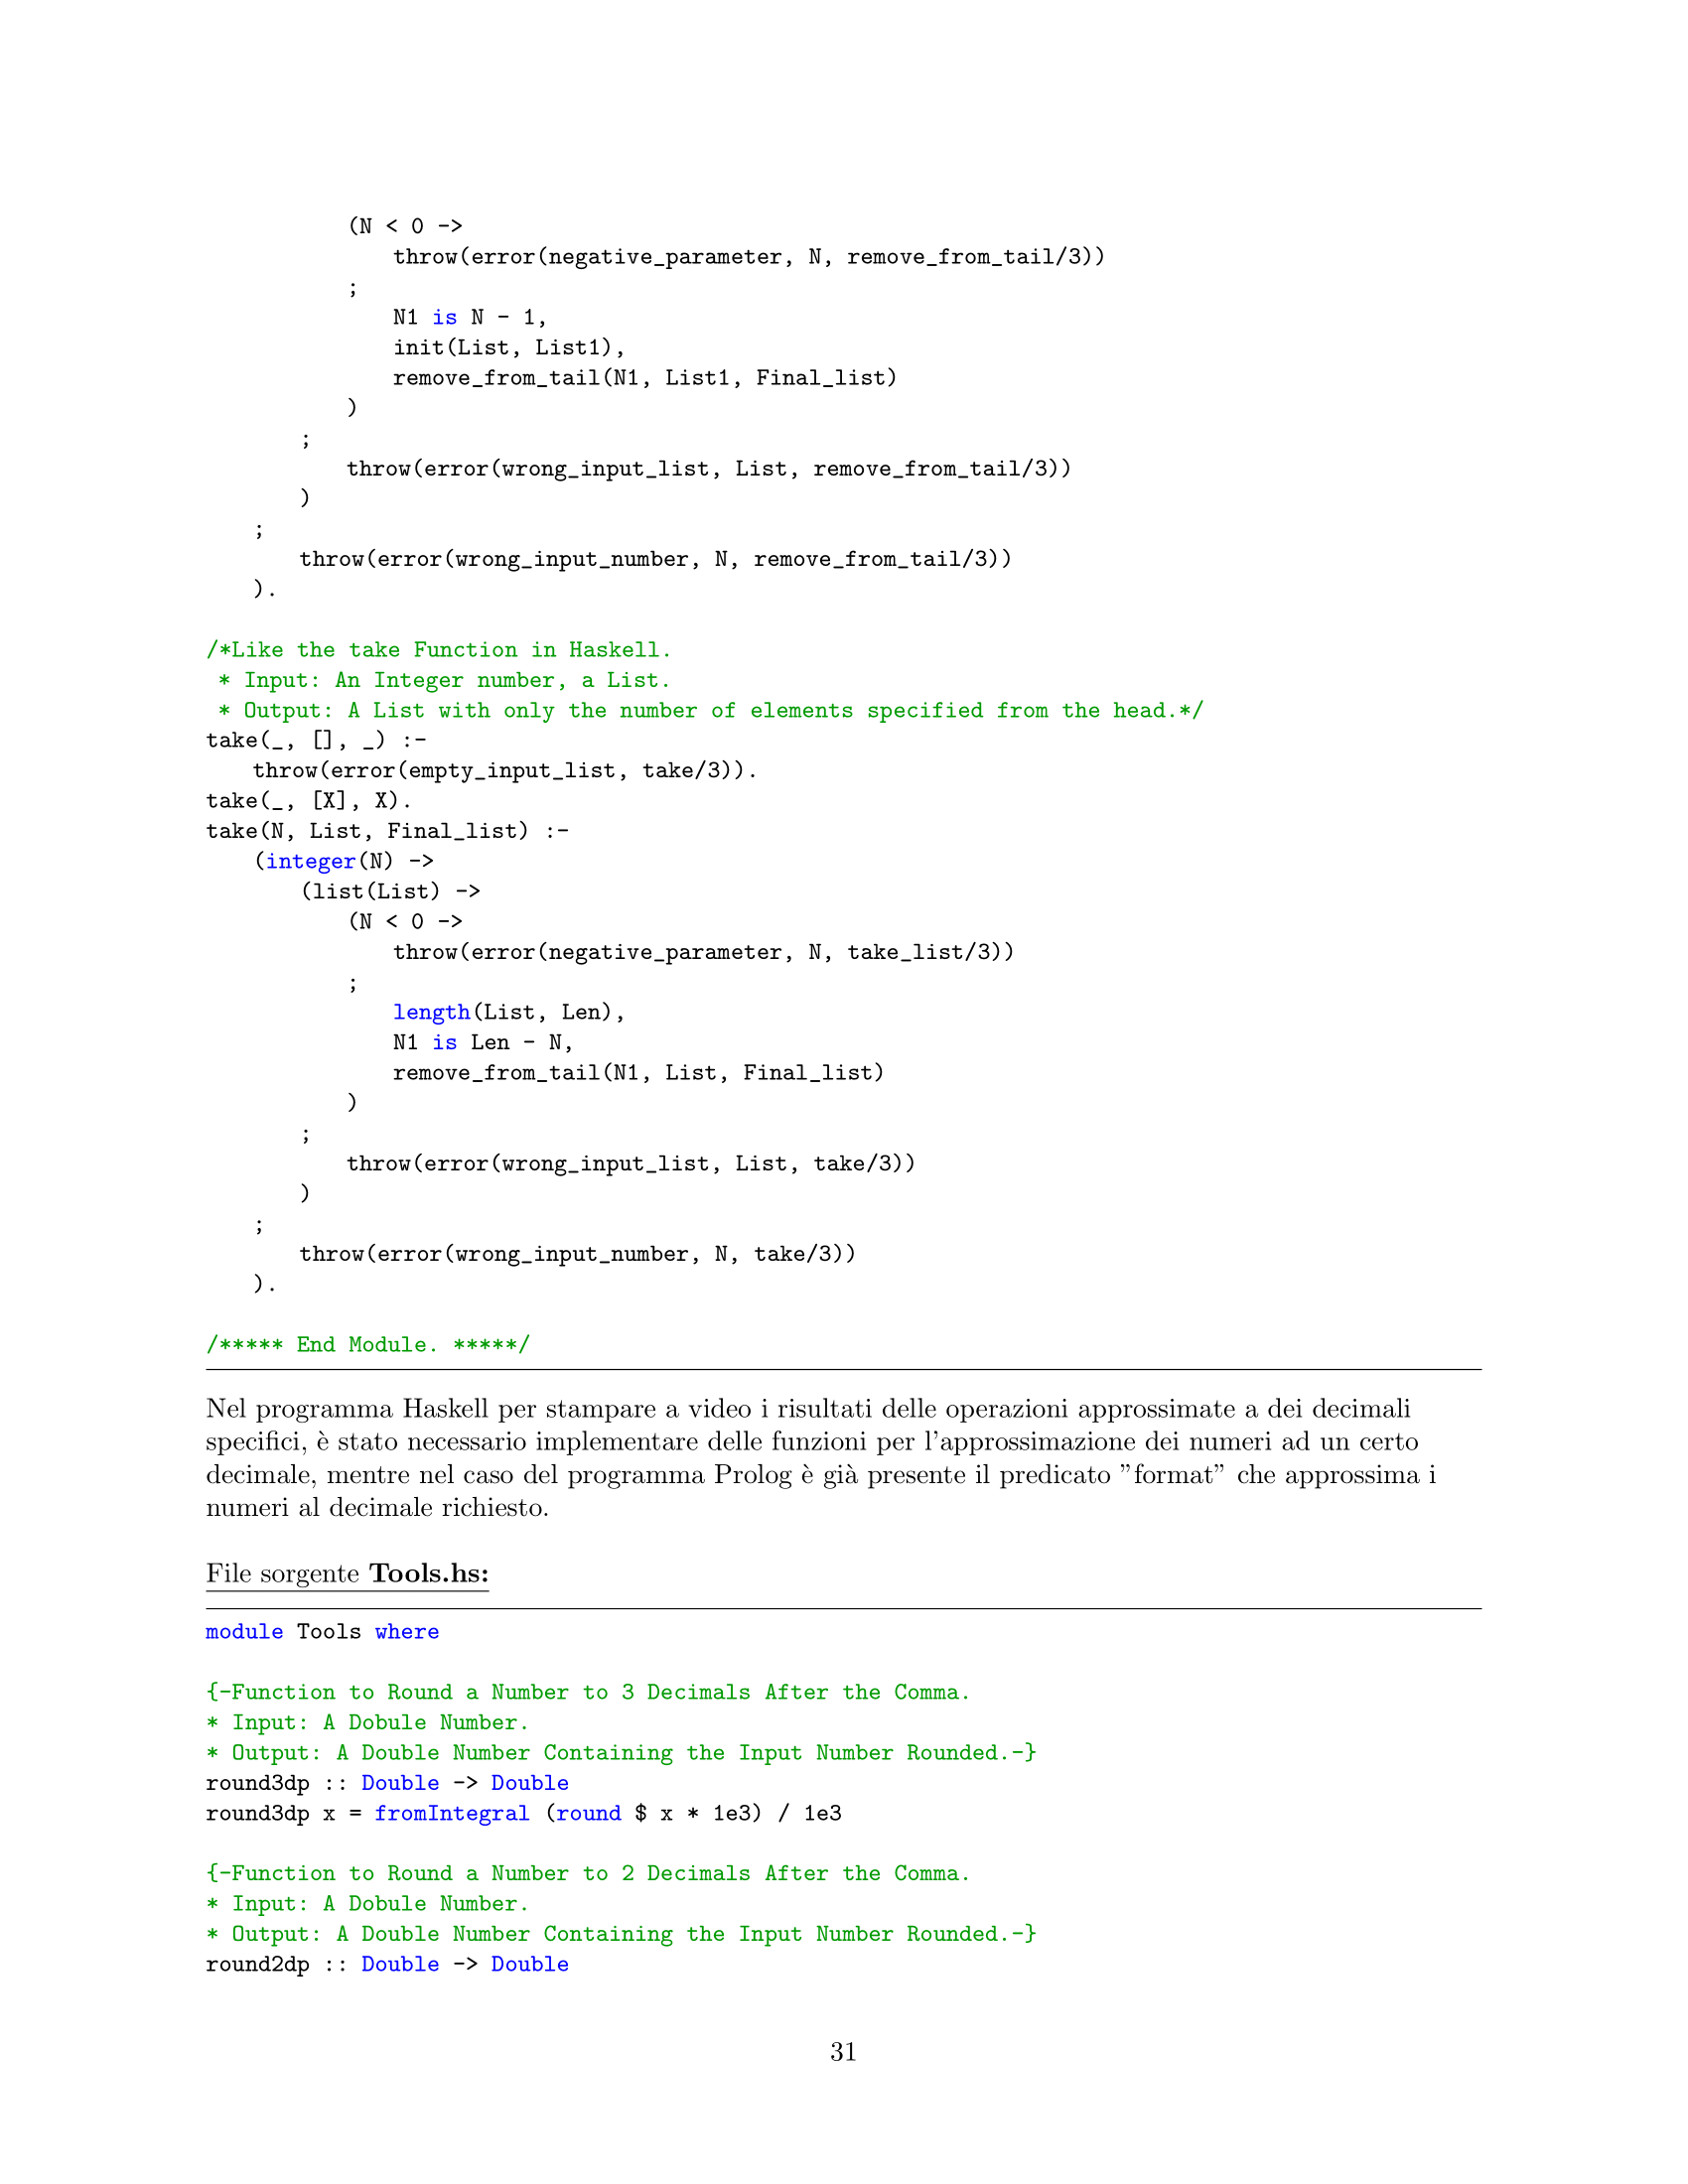 (N < 0 ->
throw(error(negative_parameter, N, remove_from_tail/3))
;
N1 is N - 1,
init(List, List1),
remove_from_tail(N1, List1, Final_list)
)
;
throw(error(wrong_input_list, List, remove_from_tail/3))
)
;
throw(error(wrong_input_number, N, remove_from_tail/3))
).
/*Like the take Function in Haskell.
* Input: An Integer number, a List.
* Output: A List with only the number of elements specified from the head.*/
take(_, [], _) :-
throw(error(empty_input_list, take/3)).
take(_, [X], X).
take(N, List, Final_list) :-
(integer(N) ->
(list(List) ->
(N < 0 ->
throw(error(negative_parameter, N, take_list/3))
;
length(List, Len),
N1 is Len - N,
remove_from_tail(N1, List, Final_list)
)
;
throw(error(wrong_input_list, List, take/3))
)
;
throw(error(wrong_input_number, N, take/3))
).
/***** End Module. *****/
Nel programma Haskell per stampare a video i risultati delle operazioni approssimate a dei decimali
specifici, è stato necessario implementare delle funzioni per l'approssimazione dei numeri ad un certo
decimale, mentre nel caso del programma Prolog è già presente il predicato ”format” che approssima i
numeri al decimale richiesto.
File sorgente Tools.hs:
module Tools where
{-Function to Round a Number to 3 Decimals After the Comma.
* Input: A Dobule Number.
* Output: A Double Number Containing the Input Number Rounded.-}
round3dp :: Double -> Double
round3dp x = fromIntegral (round $ x * 1e3) / 1e3
{-Function to Round a Number to 2 Decimals After the Comma.
* Input: A Dobule Number.
* Output: A Double Number Containing the Input Number Rounded.-}
round2dp :: Double -> Double
31